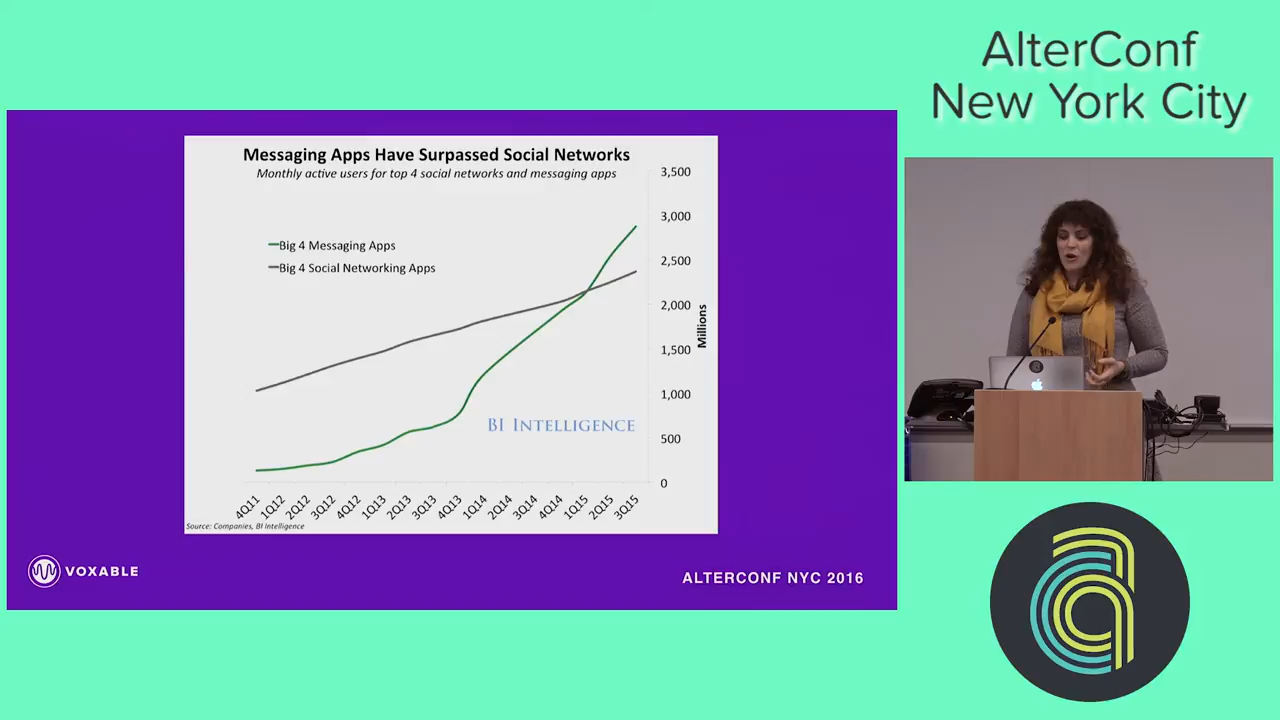 AlterConf
New York City
Messaging Apps Have Surpassed Social Networks
Monthly active users for top 4 social networks and messaging apps
Big 4 Messaging Apps
Big 4 Social Networking Apps
3,500
3,000
2,500
2,000
1,500
1,000
500
0
Millions
BI INTELLIGENCE
4Q11
1Q12
2Q12
3Q12
4Q12
1Q13
2Q13
3Q13
4Q13
1Q14
2Q14
3Q14
4Q14
1Q15
2Q15
3Q15
Source: Companies, BI Intelligence
VOXABLE
ALTERCONF NYC 2016